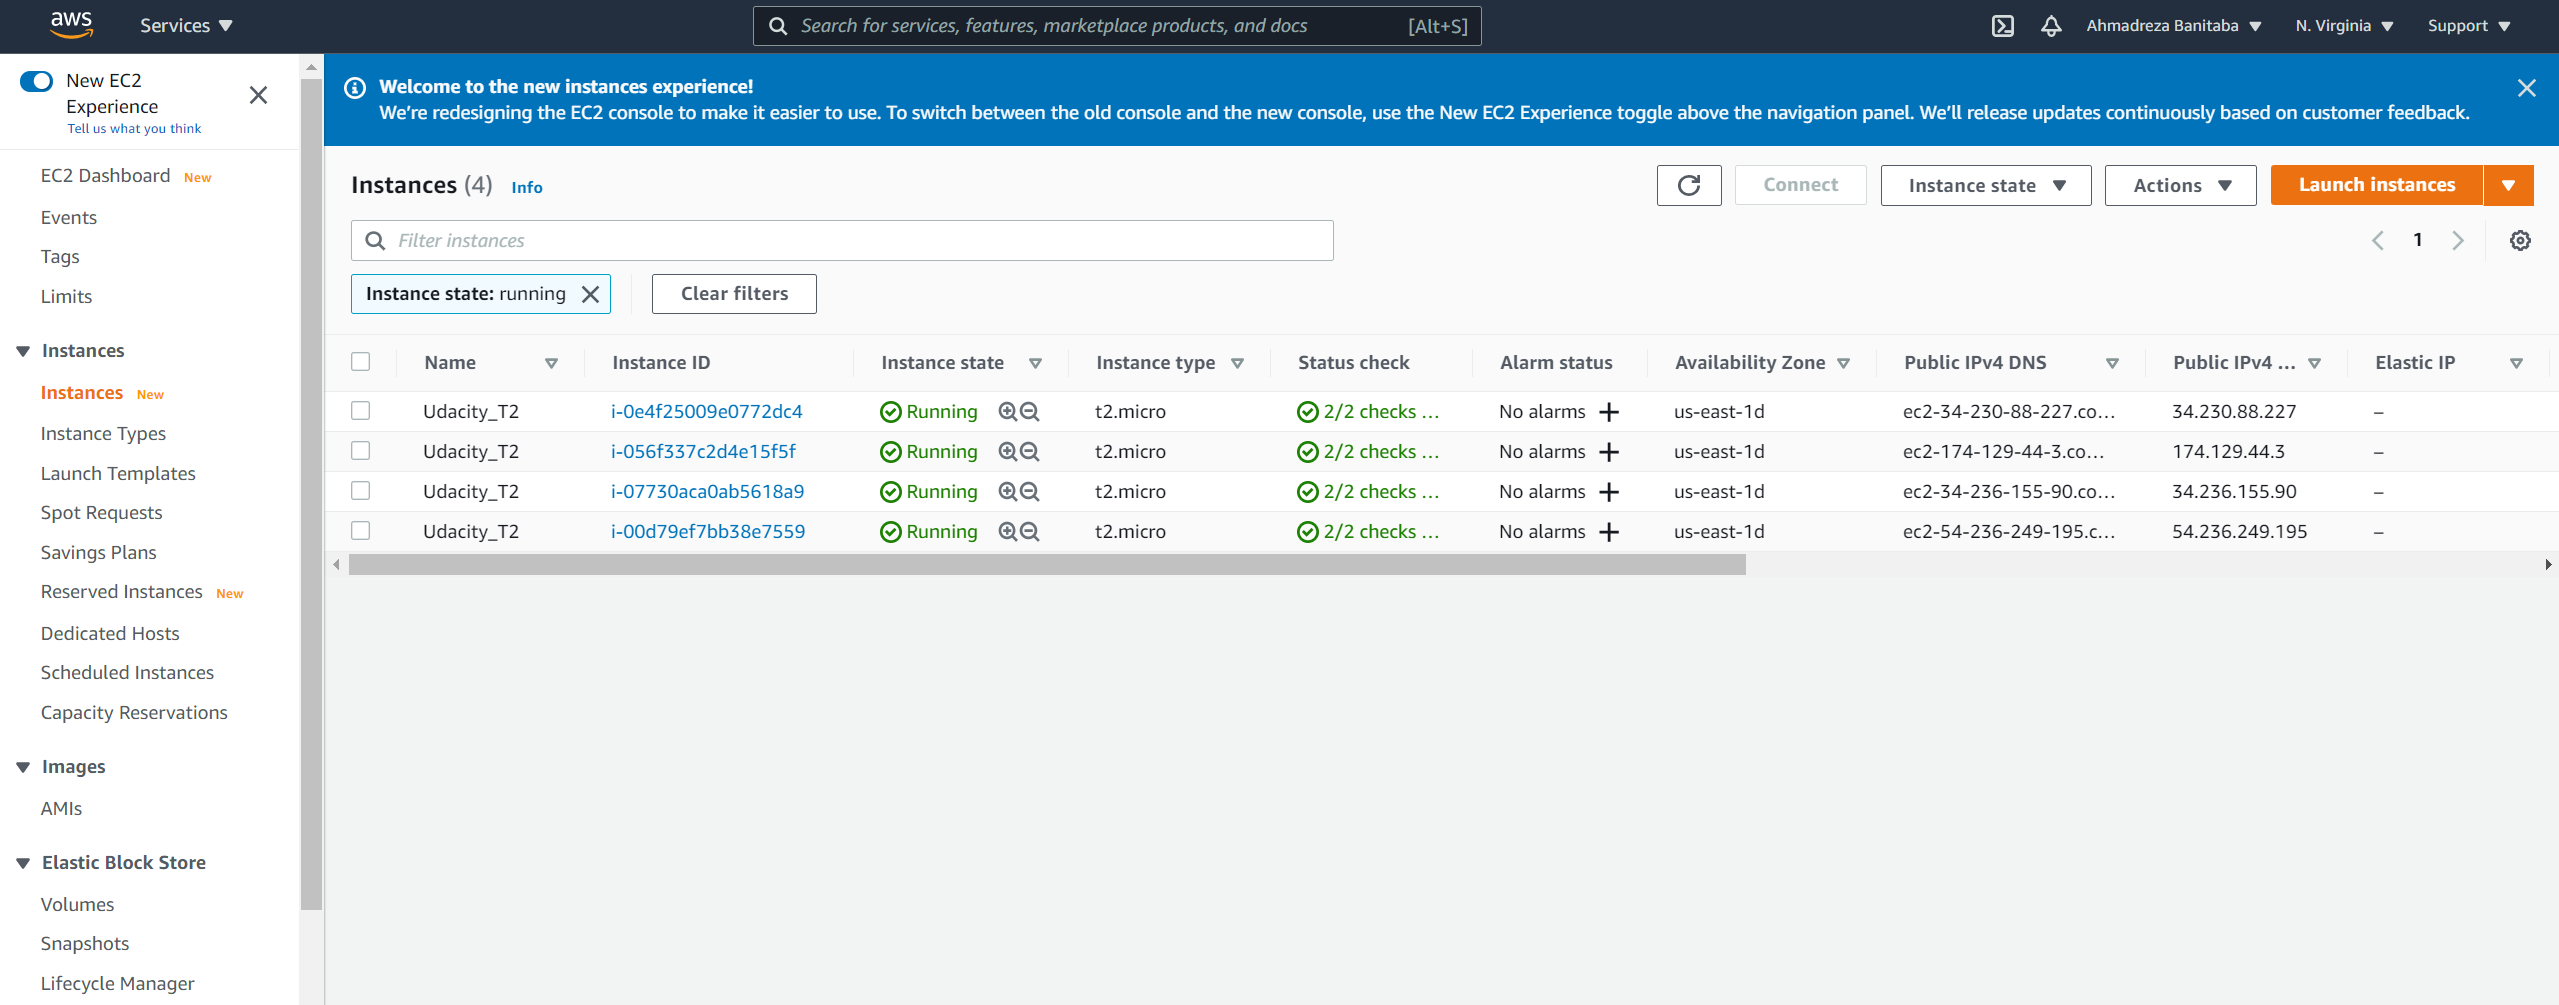 aws Services Search for services, features, marketplace products, and docs [Alt+S] Ahmadreza Banitaba N. Virginia Support
New EC2
Experience
Tell us what you think
EC2 Dashboard New
Events
Tags
Limits
Instances
Instances New
Instance Types
Launch Templates
Spot Requests
Savings Plans
Reserved Instances New
Dedicated Hosts
Scheduled Instances
Capacity Reservations
Images
AMIs
Elastic Block Store
Volumes
Snapshots
Lifecycle Manager
Welcome to the new instances experience!
We're redesigning the EC2 console to make it easier to use. To switch between the old console and the new console, use the New EC2 Experience toggle above the navigation panel. We'll release updates continuously based on customer feedback.
Instances (4) Info Connect Instance state Actions Launch instances
Filter instances 1
Instance state: running Clear filters
Name Instance ID Instance state Instance type Status check Alarm status Availability Zone Public IPv4 DNS Public IPv4 ... Elastic IP
Udacity_T2 i-0e4f25009e0772dc4 Running t2.micro 2/2 checks ... No alarms + us-east-1d ec2-34-230-88-227.co... 34.230.88.227 –
Udacity_T2 i-056f337c2d4e15f5f Running t2.micro 2/2 checks ... No alarms + us-east-1d ec2-174-129-44-3.co... 174.129.44.3 –
Udacity_T2 i-07730aca0ab5618a9 Running t2.micro 2/2 checks ... No alarms + us-east-1d ec2-34-236-155-90.co... 34.236.155.90 –
Udacity_T2 i-00d79ef7bb38e7559 Running t2.micro 2/2 checks ... No alarms + us-east-1d ec2-54-236-249-195.c... 54.236.249.195 –